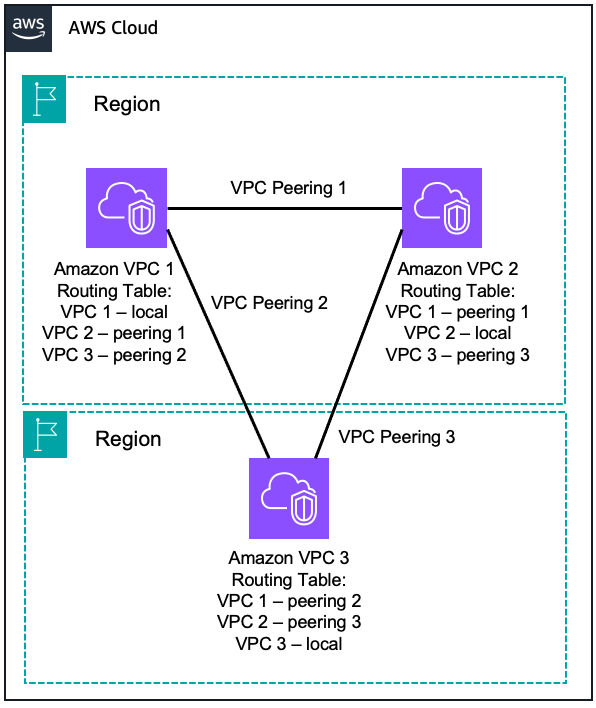 aws
AWS Cloud
Region
VPC Peering 1
Amazon VPC 1
Routing Table:
VPC 1 – local
VPC 2 – peering 1
VPC 3 – peering 2
VPC Peering 2
Amazon VPC 2
Routing Table:
VPC 1 – peering 1
VPC 2 – local
VPC 3 – peering 3
Region
VPC Peering 3
Amazon VPC 3
Routing Table:
VPC 1 – peering 2
VPC 2 – peering 3
VPC 3 – local